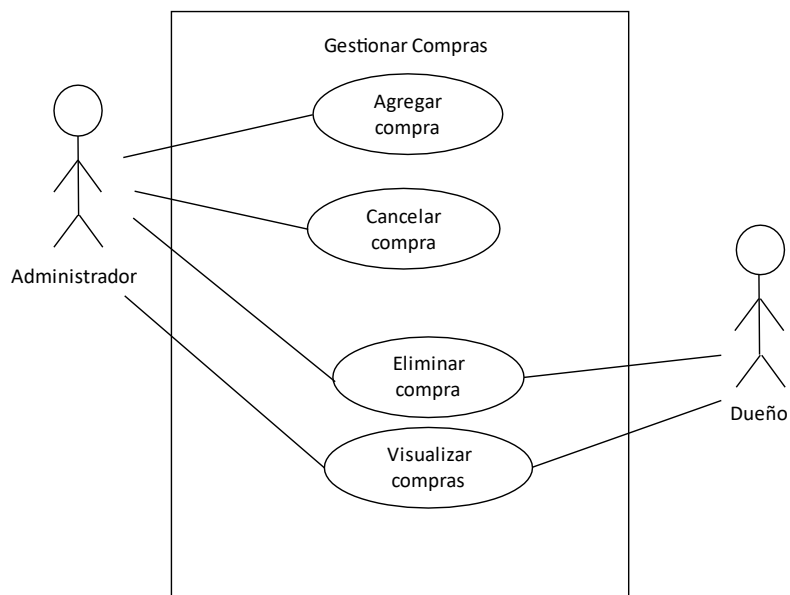 Gestionar Compras
Agregar
compra
Cancelar
compra
Administrador
Eliminar
compra
Dueño
Visualizar
compras